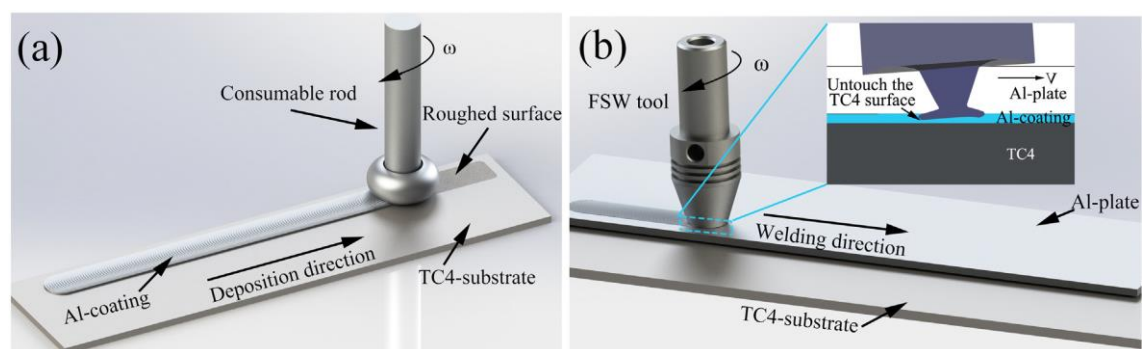 (a)
ω
Consumable rod
Roughed surface
Al-coating
Deposition direction
TC4-substrate
(b)
ω
FSW tool
Untouch the
TC4 surface
V
Al-plate
Al-coating
TC4
Al-plate
Welding direction
TC4-substrate